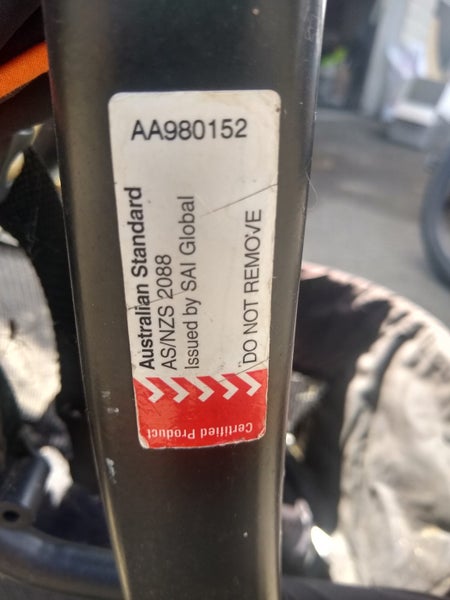 AA980152
Australian Standard
AS/NZS 2088
Issued by SAI Global
DO NOT REMOVE
Certified Product